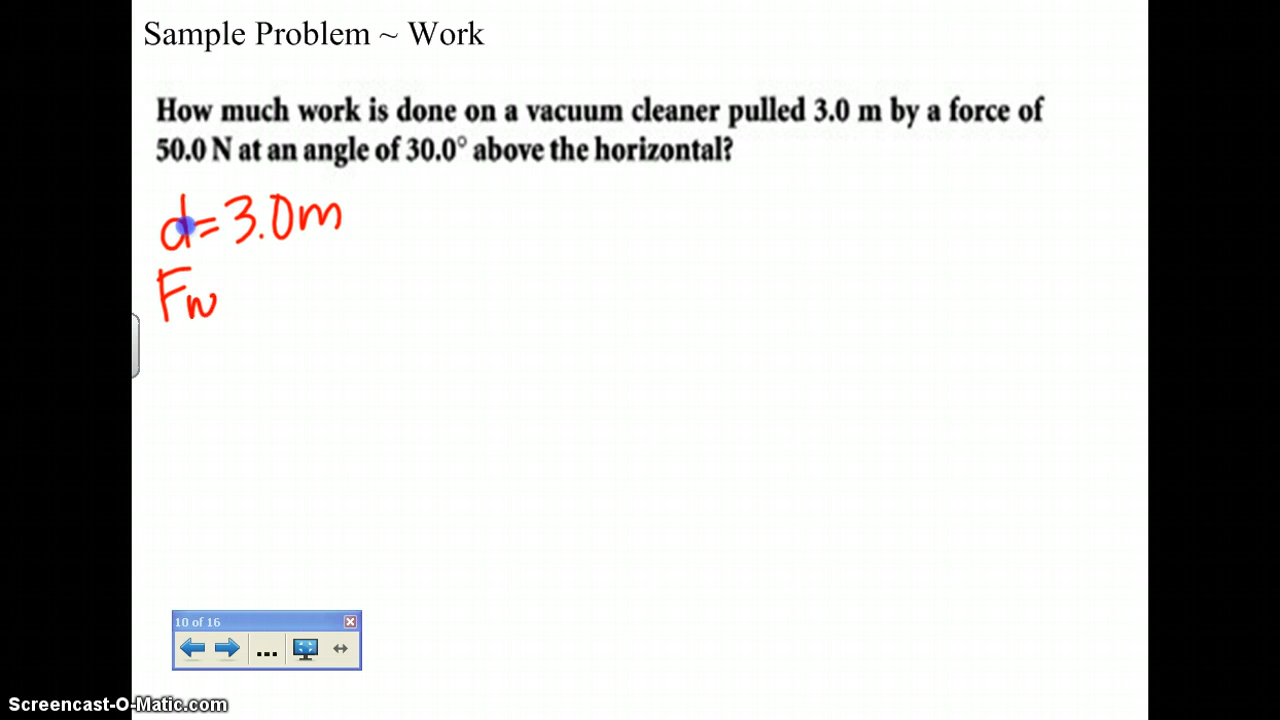 Sample Problem ~ Work
How much work is done on a vacuum cleaner pulled 3.0 m by a force of
50.0 N at an angle of 30.0° above the horizontal?
d = 3.0m
Fw
10 of 16
...
Screencast-O-Matic.com